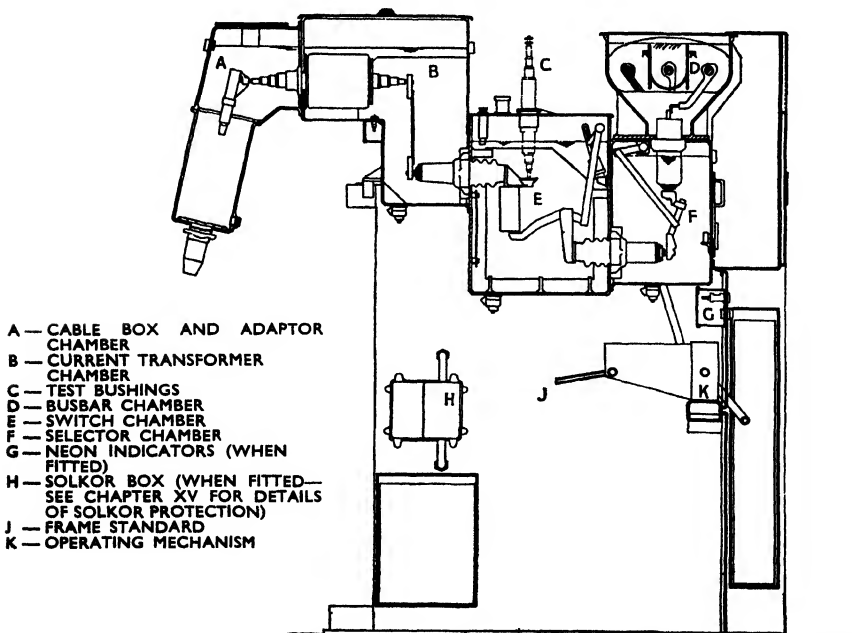 A
B
C
D
E
F
G
H
J
K
A — CABLE BOX AND ADAPTOR
CHAMBER
B — CURRENT TRANSFORMER
CHAMBER
C — TEST BUSHINGS
D — BUSBAR CHAMBER
E — SWITCH CHAMBER
F — SELECTOR CHAMBER
G — NEON INDICATORS (WHEN
FITTED)
H — SOLKOR BOX (WHEN FITTED—
SEE CHAPTER XV FOR DETAILS
OF SOLKOR PROTECTION)
J — FRAME STANDARD
K — OPERATING MECHANISM